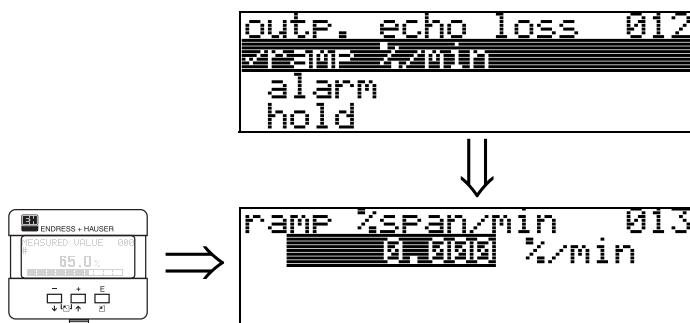 outp. echo loss 012
✓ramp %/min
alarm
hold
EH
ENDRESS + HAUSER
MEASURED VALUE 000
#
65.0 %
- + E
ramp %span/min 013
0.000 %/min